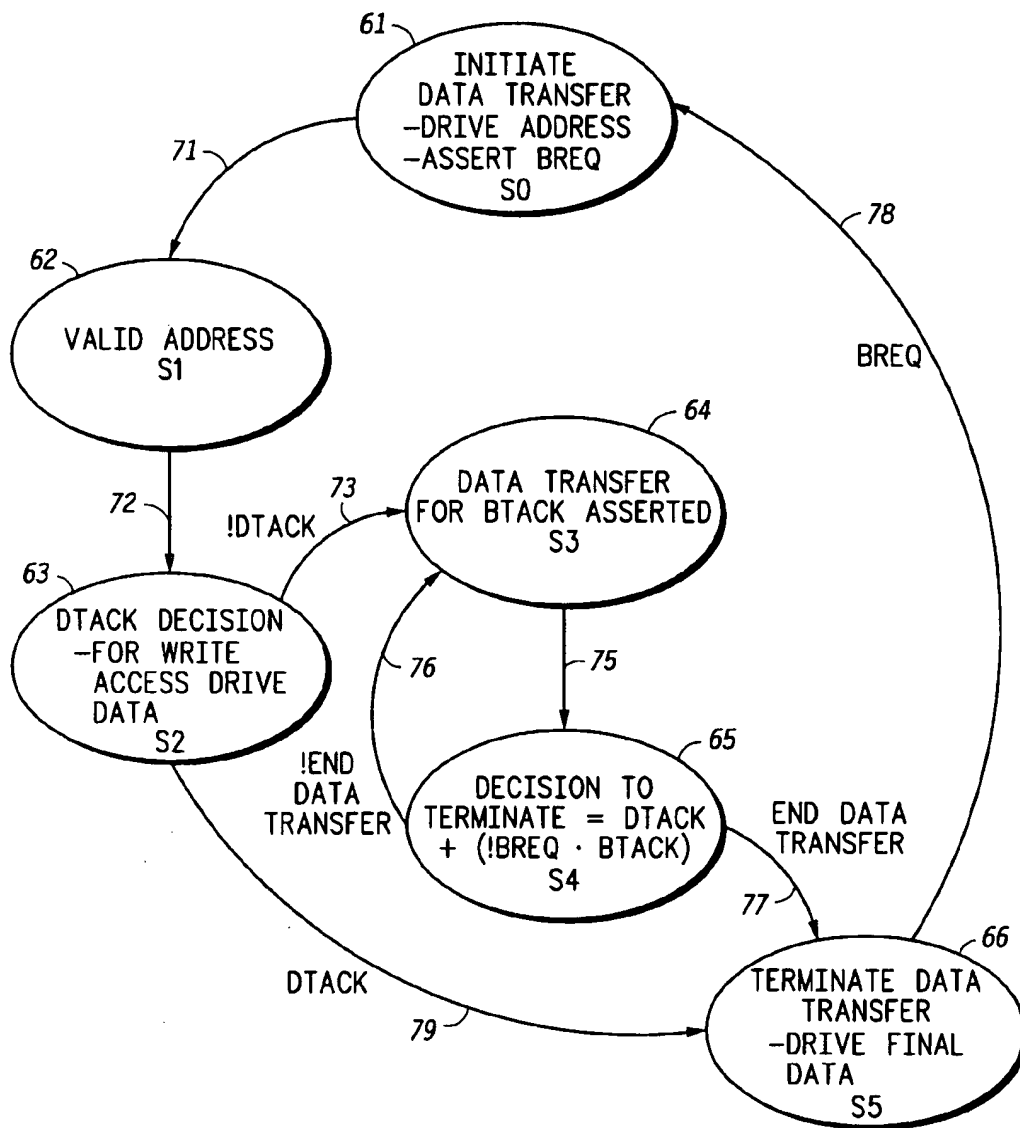 61
INITIATE
DATA TRANSFER
-DRIVE ADDRESS
-ASSERT BREQ
S0
71
78
62
VALID ADDRESS
S1
BREQ
64
DATA TRANSFER
FOR BTACK ASSERTED
S3
72
73
!DTACK
63
DTACK DECISION
-FOR WRITE
ACCESS DRIVE
DATA
S2
76
75
!END
DATA
TRANSFER
65
DECISION TO
TERMINATE = DTACK
+ (!BREQ · BTACK)
S4
END DATA
TRANSFER
77
66
TERMINATE DATA
TRANSFER
-DRIVE FINAL
DATA
S5
DTACK
79